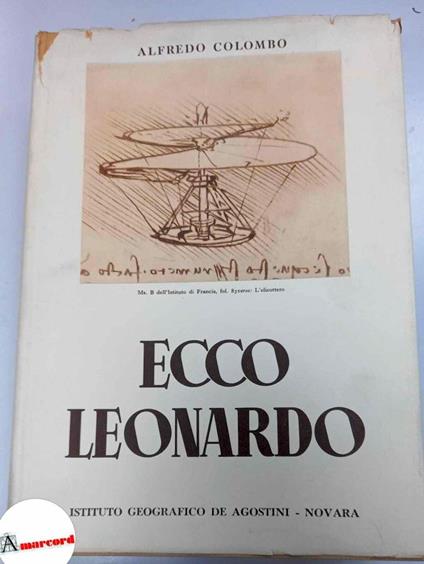 ALFREDO COLOMBO
Ms. B dell'Istituto di Francia, fol. 83 verso: L'elicottero
ECCO
LEONARDO
ISTITUTO GEOGRAFICO DE AGOSTINI - NOVARA
Amarcord